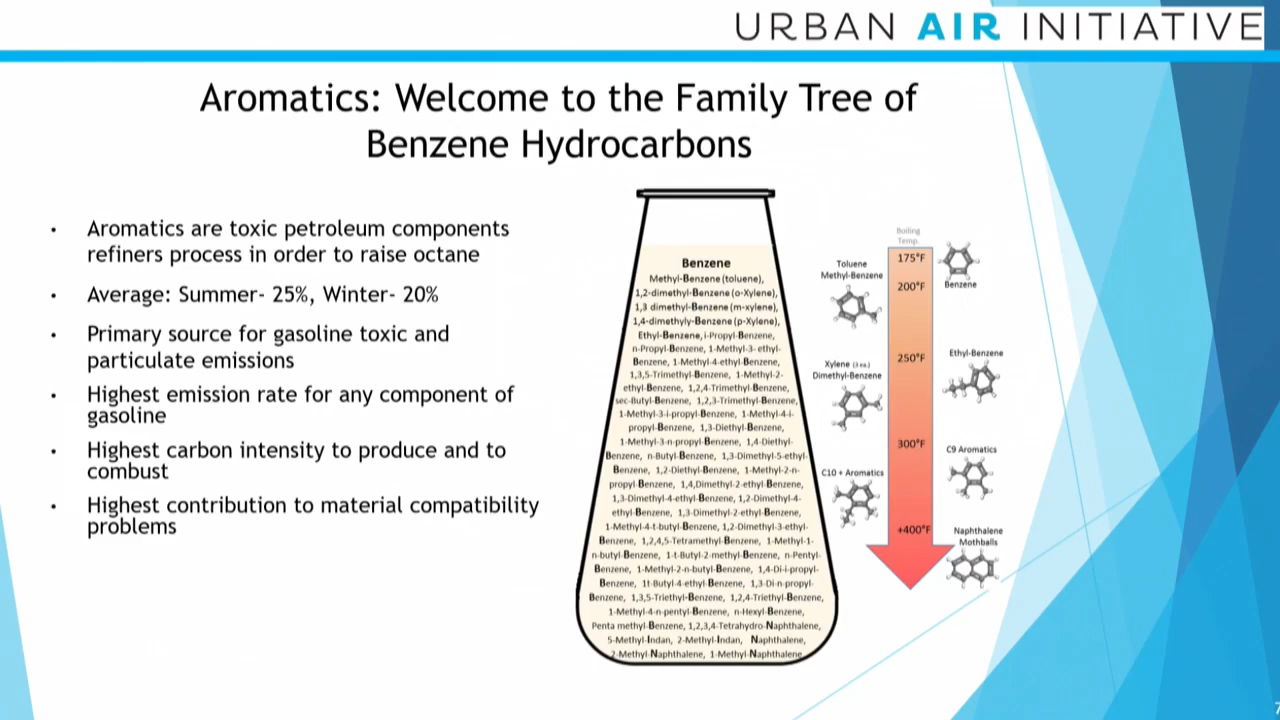 URBAN AIR INITIATIVE
Aromatics: Welcome to the Family Tree of
Benzene Hydrocarbons
• Aromatics are toxic petroleum components
refiners process in order to raise octane
• Average: Summer- 25%, Winter- 20%
• Primary source for gasoline toxic and
particulate emissions
• Highest emission rate for any component of
gasoline
• Highest carbon intensity to produce and to
combust
• Highest contribution to material compatibility
problems
Benzene
Methyl-Benzene (toluene),
1,2-dimethyl-Benzene (o-Xylene),
1,3 dimethyl-Benzene (m-xylene),
1,4-dimethyly-Benzene (p-Xylene),
Ethyl-Benzene, i-Propyl-Benzene,
n-Propyl-Benzene, 1-Methyl-3- ethyl-
Benzene, 1-Methyl-4-ethyl-Benzene,
1,3,5-Trimethyl-Benzene, 1-Methyl-2-
ethyl-Benzene, 1,2,4-Trimethyl-Benzene,
sec-Butyl-Benzene, 1,2,3-Trimethyl-Benzene,
1-Methyl-3-i-propyl-Benzene, 1-Methyl-4-i-
propyl-Benzene, 1,3-Diethyl-Benzene,
1-Methyl-3-n-propyl-Benzene, 1,4-Diethyl-
Benzene, n-Butyl-Benzene, 1,3-Dimethyl-5-ethyl-
Benzene, 1,2-Diethyl-Benzene, 1-Methyl-2-n-
propyl-Benzene, 1,4,Dimethyl-2-ethyl-Benzene,
1,3-Dimethyl-4-ethyl-Benzene, 1,2-Dimethyl-4-
ethyl-Benzene, 1,3-Dimethyl-2-ethyl-Benzene,
1-Methyl-4-t-butyl-Benzene, 1,2-Dimethyl-3-ethyl-
Benzene, 1,2,4,5-Tetramethyl-Benzene, 1-Methyl-1-
n-butyl-Benzene, 1-t-Butyl-2-methyl-Benzene, n-Pentyl-
Benzene, 1-Methyl-2-n-butyl-Benzene, 1,4-Di-i-propyl-
Benzene, 1t-Butyl-4-ethyl-Benzene, 1,3-Di-n-propyl-
Benzene, 1,3,5-Triethyl-Benzene, 1,2,4-Triethyl-Benzene,
1-Methyl-4-n-pentyl-Benzene, n-Hexyl-Benzene,
Penta methyl-Benzene, 1,2,3,4-Tetrahydro-Naphthalene,
5-Methyl-Indan, 2-Methyl-Indan, Naphthalene,
2-Methyl-Naphthalene, 1-Methyl-Naphthalene
Boiling
Temp.
175°F
Toluene
Methyl-Benzene
200°F
Benzene
250°F
Ethyl-Benzene
Xylene (3 ea.)
Dimethyl-Benzene
300°F
C9 Aromatics
C10 + Aromatics
+400°F
Naphthalene
Mothballs
7